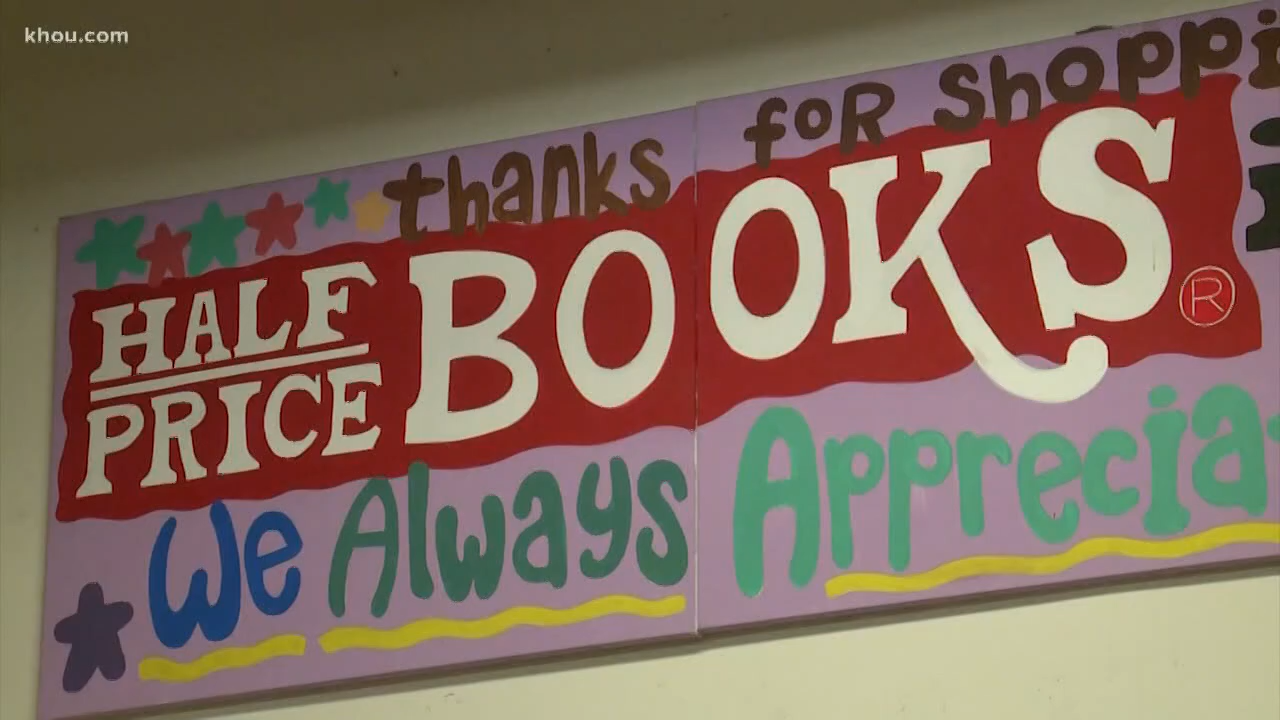 khou.com
thanks for Shoppi
HALF PRICE BOOKS®
We Always Apprecia